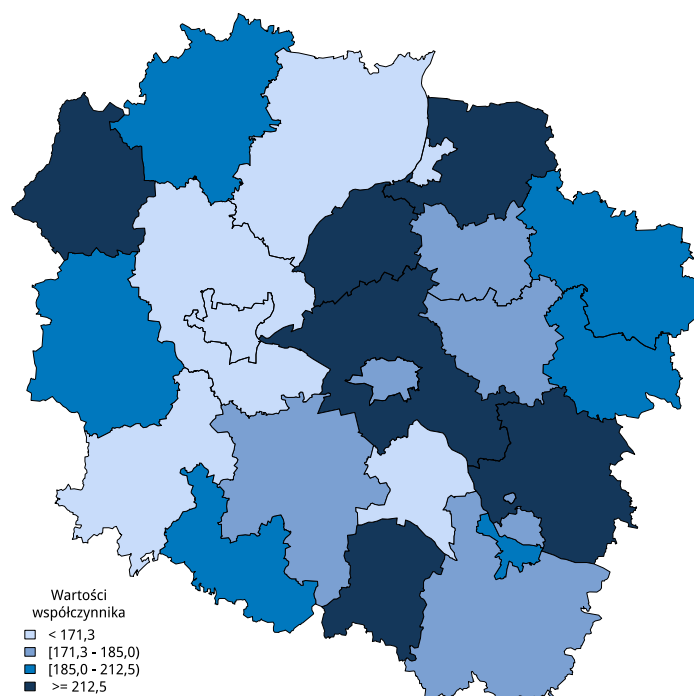 Wartości
współczynnika
< 171,3
[171,3 - 185,0)
[185,0 - 212,5)
>= 212,5